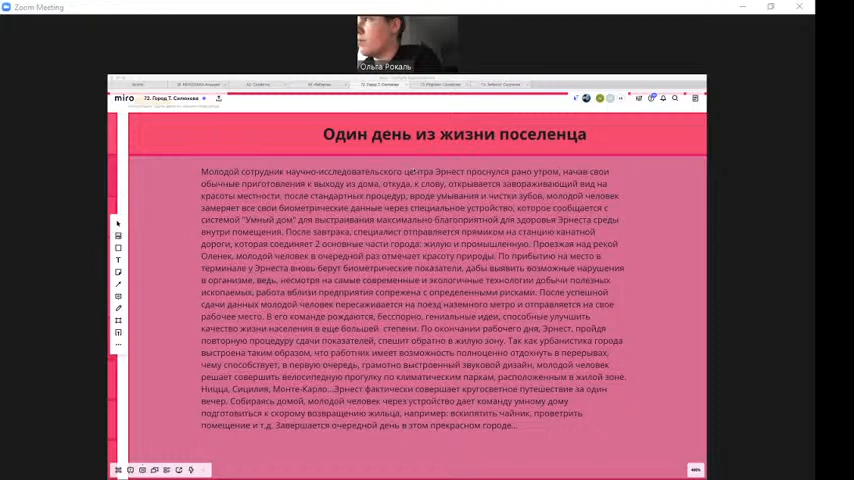 Zoom Meeting
Ольга Рокаль
miro
72. Город Т. Силюкова
Один день из жизни поселенца
Молодой сотрудник научно-исследовательского центра Эрнест проснулся рано утром, начав свои
обычные приготовления к выходу из дома, откуда, к слову, открывается завораживающий вид на
красоты местности. после стандартных процедур, вроде умывания и чистки зубов, молодой человек
замеряет все свои биометрические данные через специальное устройство, которое сообщается с
системой "Умный дом" для выстраивания максимально благоприятной для здоровья Эрнеста среды
внутри помещения. После завтрака, специалист отправляется прямиком на станцию канатной
дороги, которая соединяет 2 основные части города: жилую и промышленную. Проезжая над рекой
Оленек, молодой человек в очередной раз отмечает красоту природы. По прибытию на место в
терминале у Эрнеста вновь берут биометрические показатели, дабы выявить возможные нарушения
в организме, ведь, несмотря на самые современные и экологичные технологии добычи полезных
ископаемых, работа вблизи предприятия сопряжена с определенными рисками. После успешной
сдачи данных молодой человек пересаживается на поезд наземного метро и отправляется на свое
рабочее место. В его команде рождаются, бесспорно, гениальные идеи, способные улучшить
качество жизни населения в еще большей степени. По окончании рабочего дня, Эрнест, пройдя
повторную процедуру сдачи показателей, спешит обратно в жилую зону. Так как урбанистика города
выстроена таким образом, что работник имеет возможность полноценно отдохнуть в перерывах,
чему способствует, в первую очередь, грамотно выстроенный звуковой дизайн, молодой человек
решает совершить велосипедную прогулку по климатическим паркам, расположенным в жилой зоне.
Ницца, Сицилия, Монте-Карло...Эрнест фактически совершает кругосветное путешествие за один
вечер. Собираясь домой, молодой человек через устройство дает команду умному дому
подготовиться к скорому возвращению жильца, например: вскипятить чайник, проветрить
помещение и т.д. Завершается очередной день в этом прекрасном городе...
400%